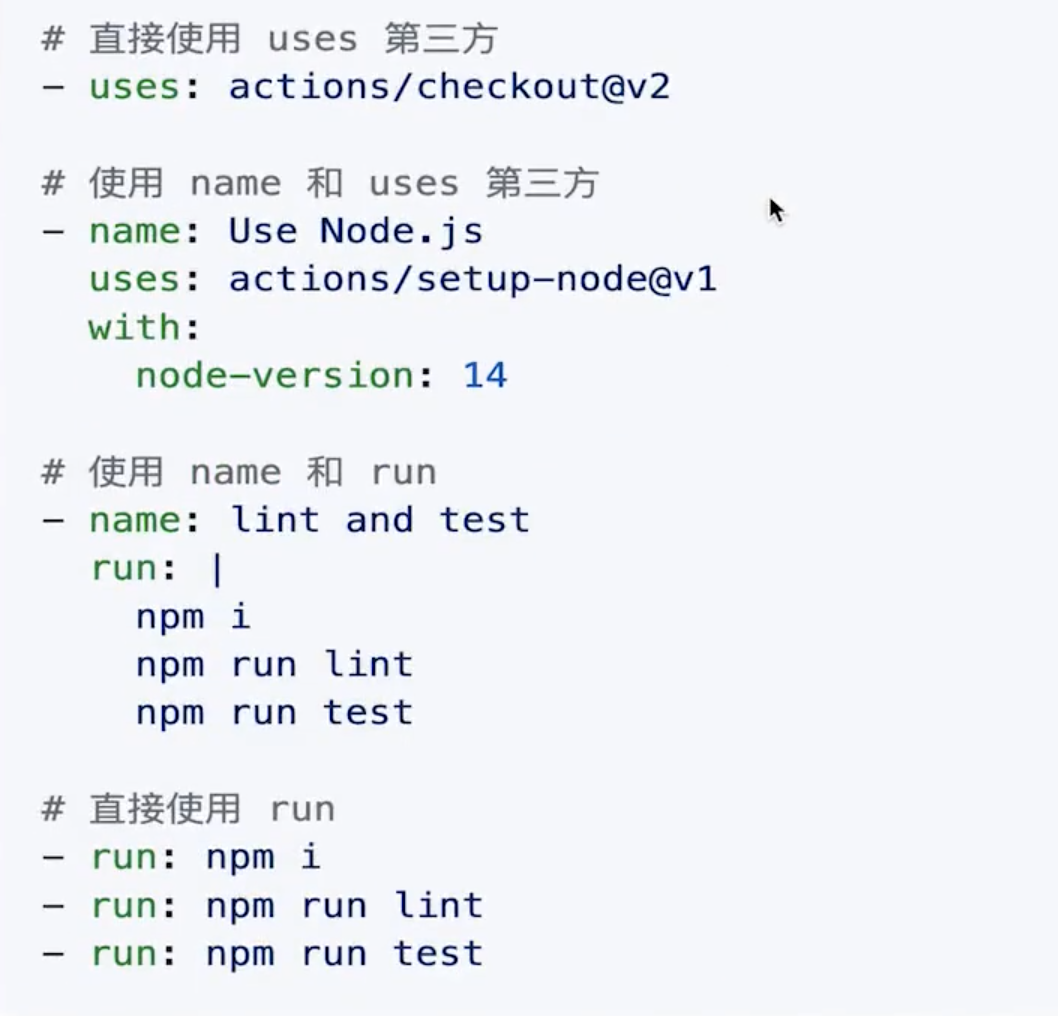 # 直接使用 uses 第三方
- uses: actions/checkout@v2
# 使用 name 和 uses 第三方
- name: Use Node.js
  uses: actions/setup-node@v1
  with:
    node-version: 14
# 使用 name 和 run
- name: lint and test
  run: |
    npm i
    npm run lint
    npm run test
# 直接使用 run
- run: npm i
- run: npm run lint
- run: npm run test